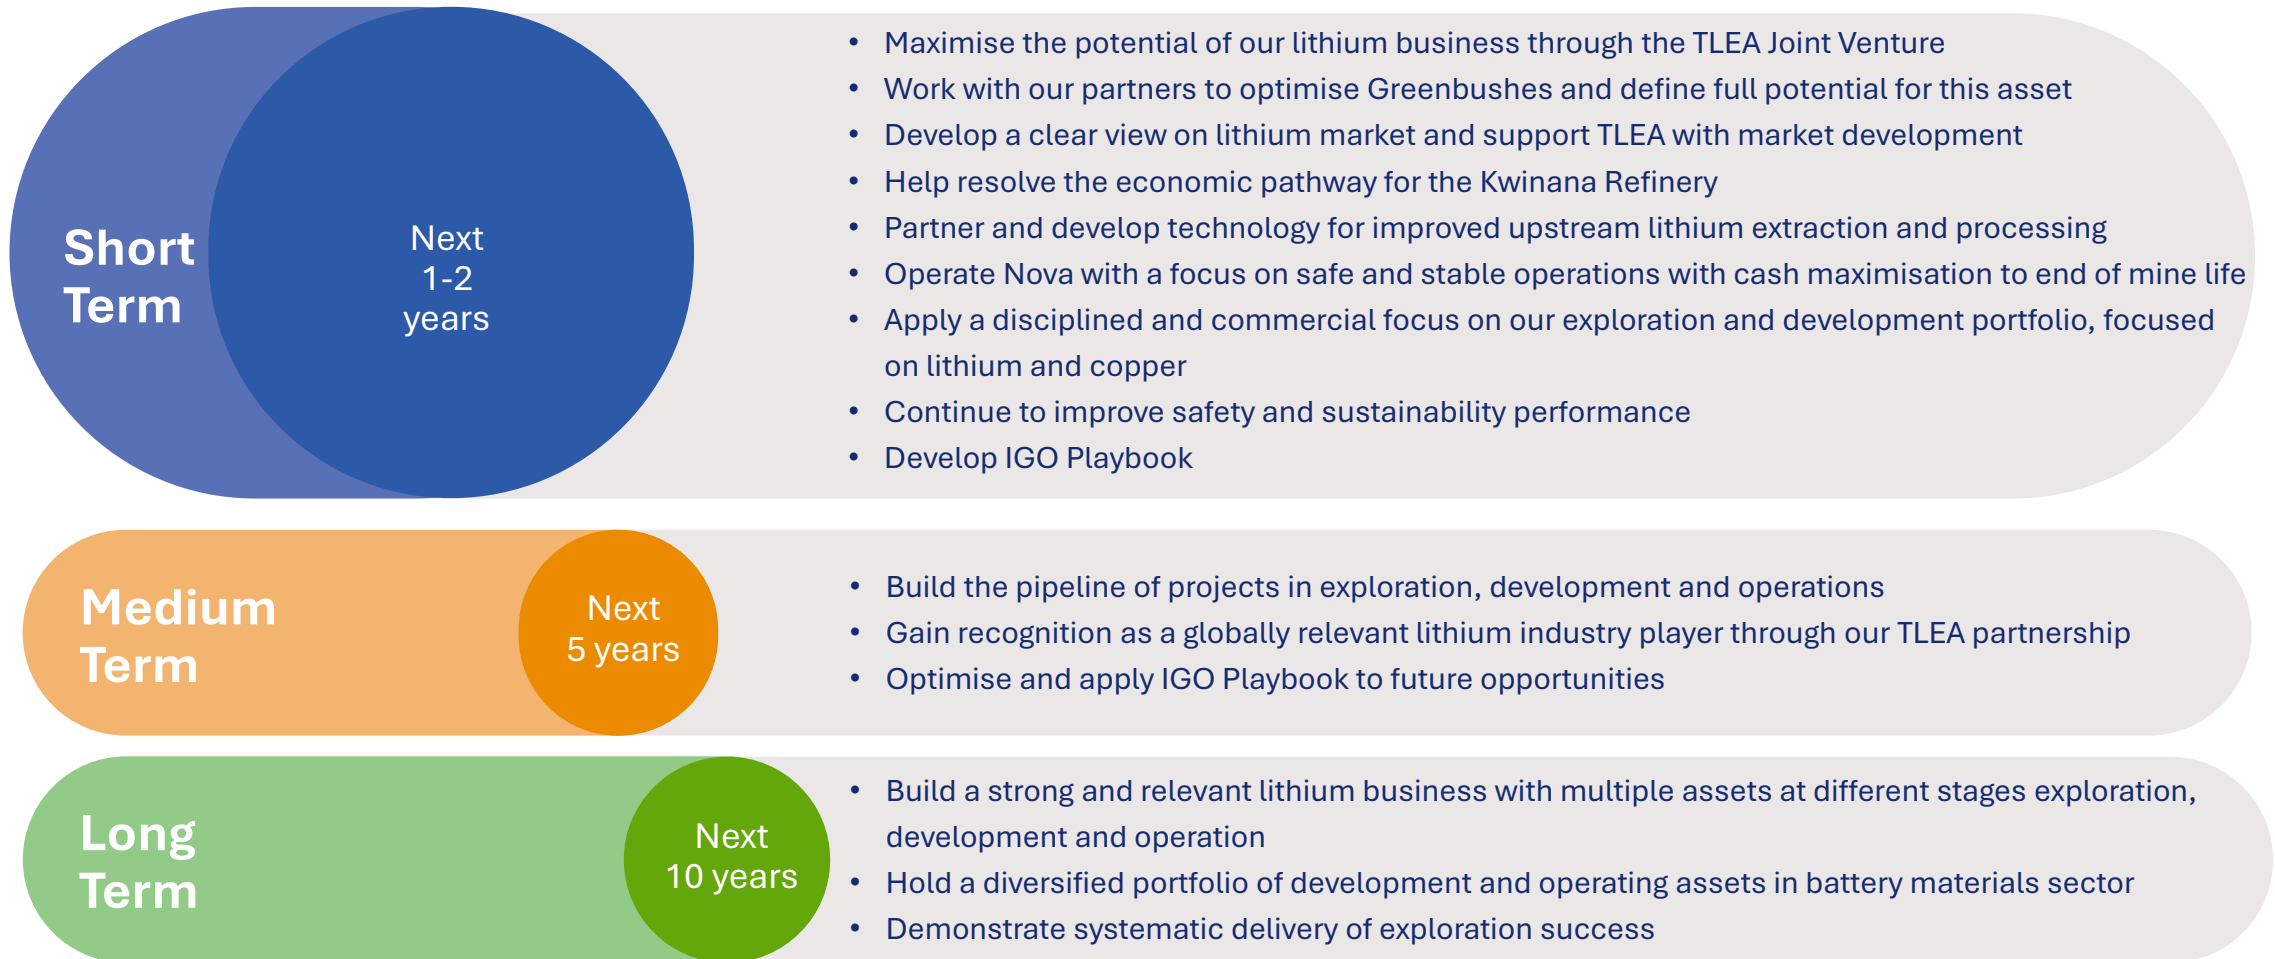 Short
Term
Next
1-2
years
• Maximise the potential of our lithium business through the TLEA Joint Venture
• Work with our partners to optimise Greenbushes and define full potential for this asset
• Develop a clear view on lithium market and support TLEA with market development
• Help resolve the economic pathway for the Kwinana Refinery
• Partner and develop technology for improved upstream lithium extraction and processing
• Operate Nova with a focus on safe and stable operations with cash maximisation to end of mine life
• Apply a disciplined and commercial focus on our exploration and development portfolio, focused
on lithium and copper
• Continue to improve safety and sustainability performance
• Develop IGO Playbook
Medium
Term
Next
5 years
• Build the pipeline of projects in exploration, development and operations
• Gain recognition as a globally relevant lithium industry player through our TLEA partnership
• Optimise and apply IGO Playbook to future opportunities
Long
Term
Next
10 years
• Build a strong and relevant lithium business with multiple assets at different stages exploration,
development and operation
• Hold a diversified portfolio of development and operating assets in battery materials sector
• Demonstrate systematic delivery of exploration success